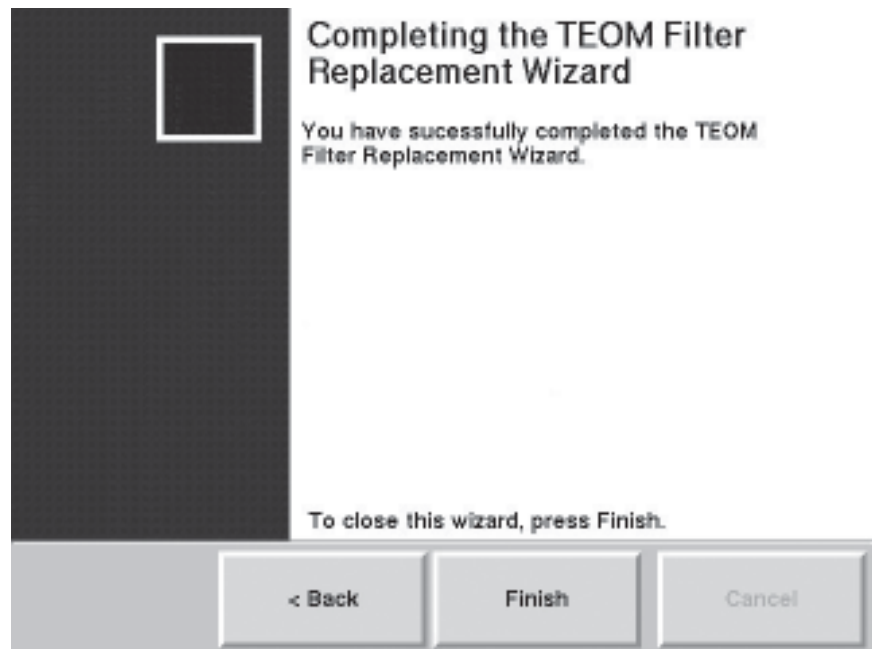 Completing the TEOM Filter
Replacement Wizard
You have sucessfully completed the TEOM
Filter Replacement Wizard.
To close this wizard, press Finish.
< Back
Finish
Cancel